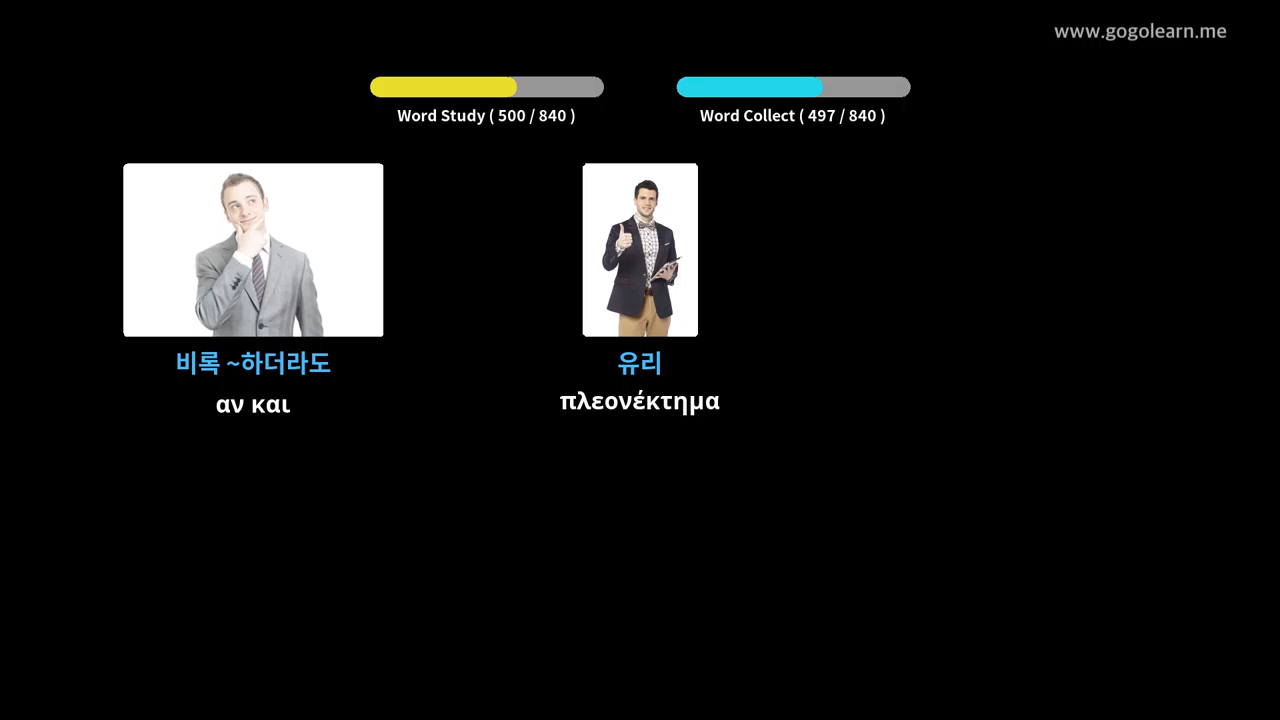 www.gogolearn.me
Word Study ( 500 / 840 )
Word Collect ( 497 / 840 )
비록 ~하더라도
αν και
유리
πλεονέκτημα